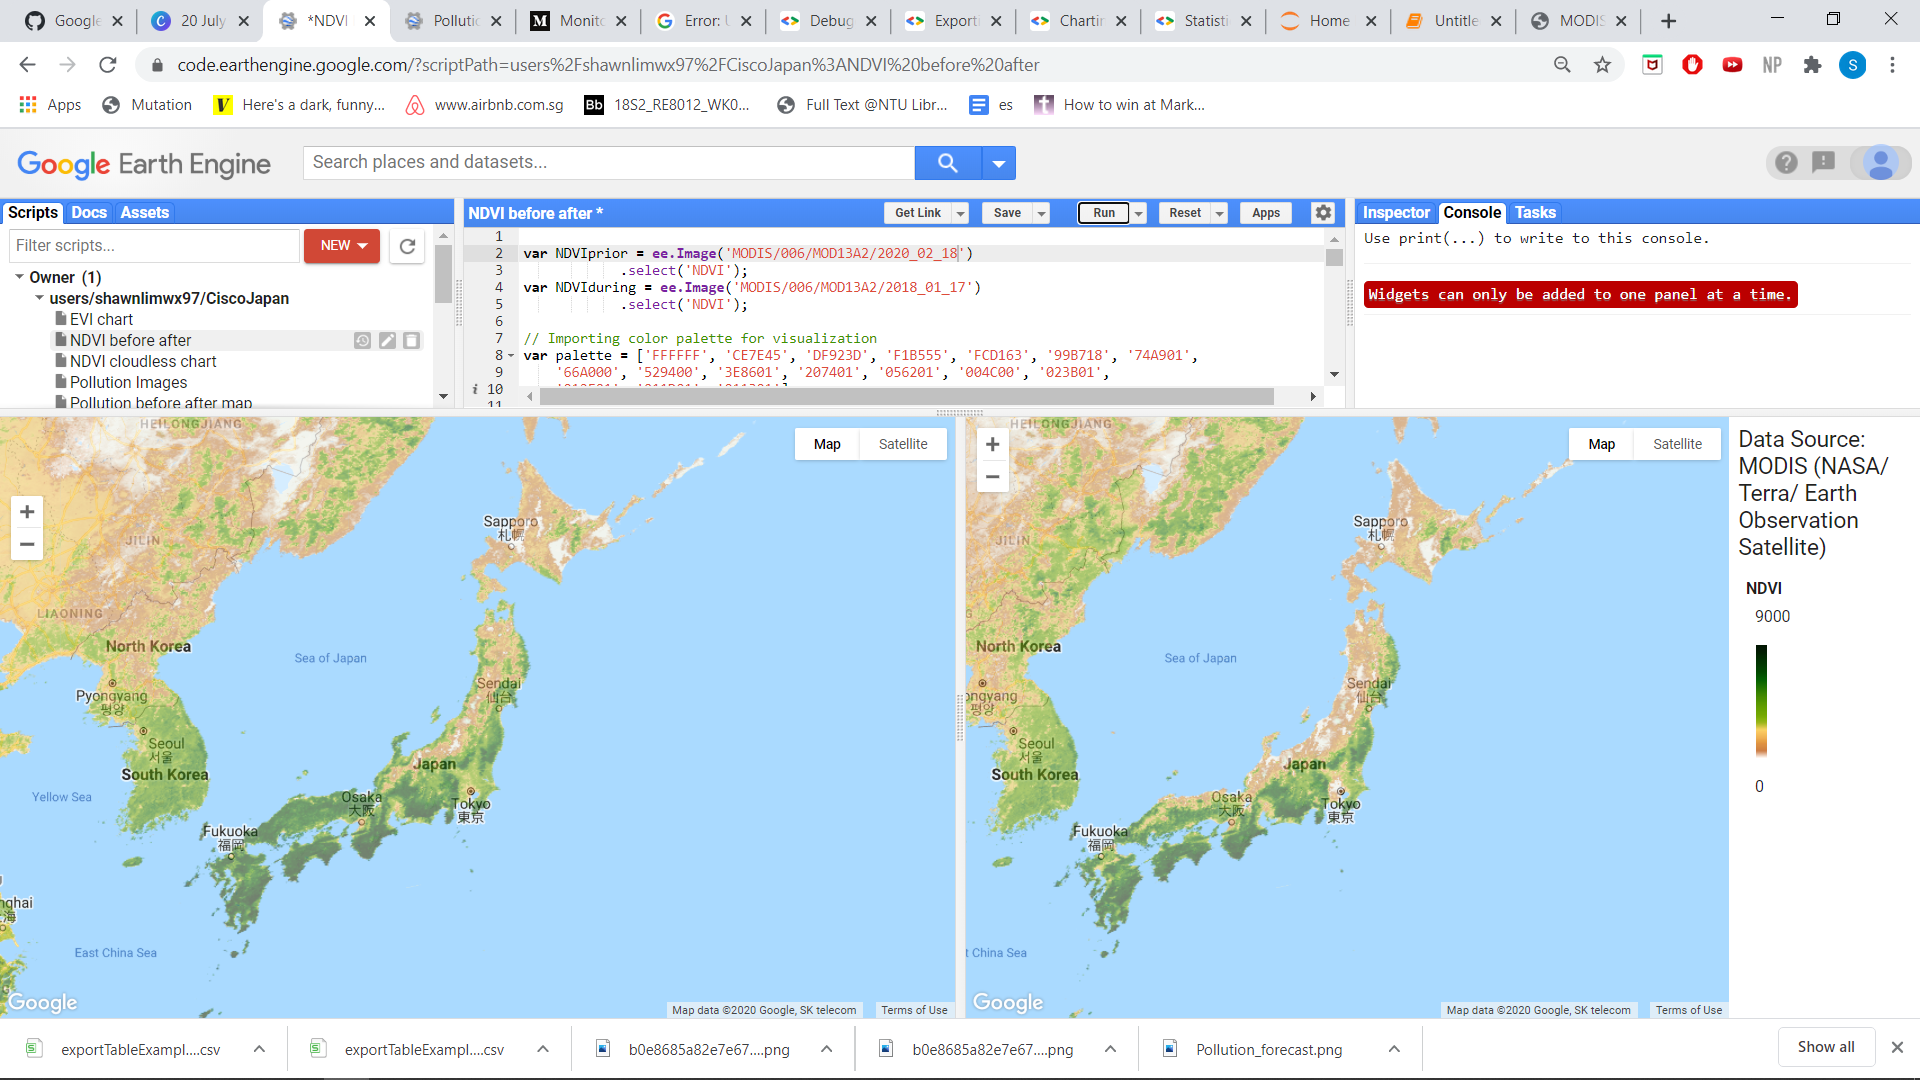 Google
20 July
*NDVI
Pollutio
Monito
Error: U
Debug
Exporti
Chartin
Statisti
Home
Untitle
MODIS
code.earthengine.google.com/?scriptPath=users%2Fshawnlimwx97%2FCiscoJapan%3ANDVI%20before%20after
NP
S
Apps
Mutation
Here's a dark, funny...
www.airbnb.com.sg
Bb
18S2_RE8012_WK0...
Full Text @NTU Libr...
es
How to win at Mark...
Google Earth Engine
Search places and datasets...
Scripts Docs Assets
Filter scripts...
NEW
Owner (1)
users/shawnlimwx97/CiscoJapan
EVI chart
NDVI before after
NDVI cloudless chart
Pollution Images
Pollution before after map
NDVI before after *
Get Link
Save
Run
Reset
Apps
1
2 var NDVIprior = ee.Image('MODIS/006/MOD13A2/2020_02_18')
3 .select('NDVI');
4 var NDVIduring = ee.Image('MODIS/006/MOD13A2/2018_01_17')
5 .select('NDVI');
6
7 // Importing color palette for visualization
8 var palette = ['FFFFFF', 'CE7E45', 'DF923D', 'F1B555', 'FCD163', '99B718', '74A901',
9 '66A000', '529400', '3E8601', '207401', '056201', '004C00', '023B01',
i 10
11
Inspector Console Tasks
Use print(...) to write to this console.
Widgets can only be added to one panel at a time.
HEILONGJIANG
Map Satellite
JILIN
Sapporo
札幌
LIAONING
North Korea
Sea of Japan
Pyongyang
평양
Sendai
仙台
Seoul
서울
South Korea
Japan
Yellow Sea
Osaka
大阪
Tokyo
東京
Fukuoka
福岡
nghai
海
East China Sea
Google
Map data ©2020 Google, SK telecom
Terms of Use
HEILONGJIANG
Map Satellite
JILIN
Sapporo
札幌
North Korea
Sea of Japan
ongyang
평양
Sendai
仙台
Seoul
서울
South Korea
Japan
Osaka
大阪
Tokyo
東京
Fukuoka
福岡
t China Sea
Google
Map data ©2020 Google, SK telecom
Terms of Use
Data Source:
MODIS (NASA/
Terra/ Earth
Observation
Satellite)
NDVI
9000
0
exportTableExampl....csv
exportTableExampl....csv
b0e8685a82e7e67....png
b0e8685a82e7e67....png
Pollution_forecast.png
Show all